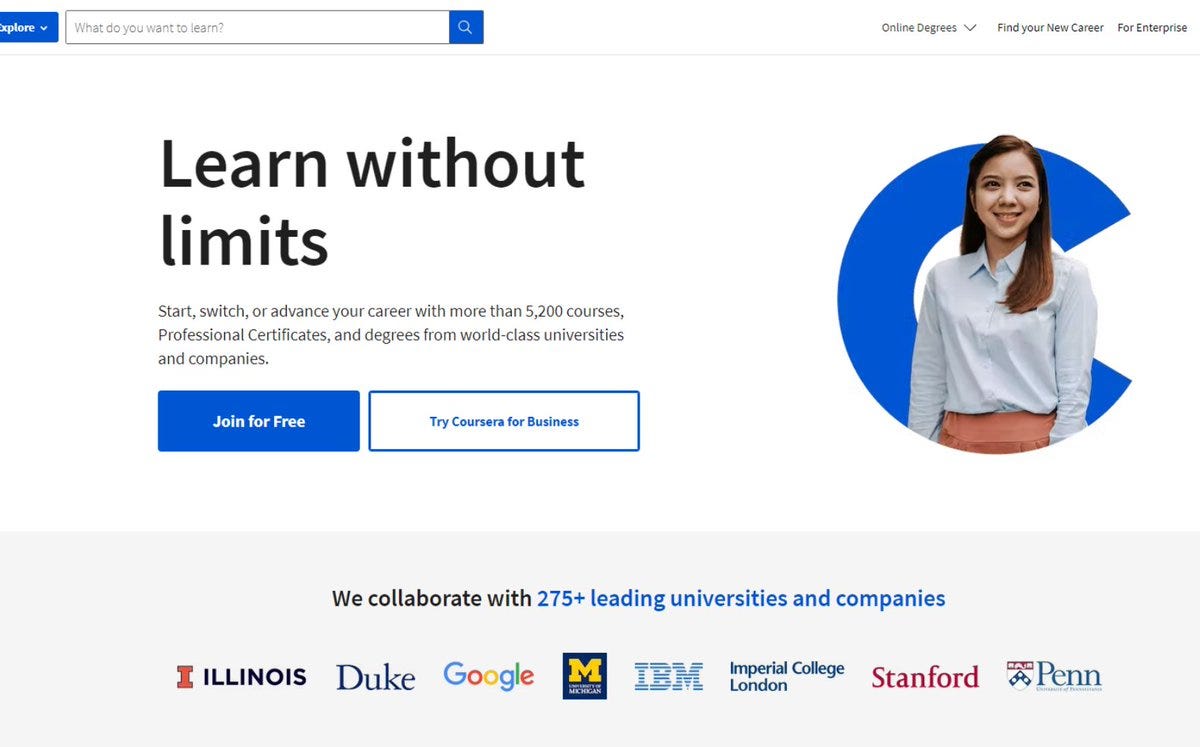 Explore
What do you want to learn?
Online Degrees
Find your New Career
For Enterprise
Learn without
limits
Start, switch, or advance your career with more than 5,200 courses,
Professional Certificates, and degrees from world-class universities
and companies.
Join for Free
Try Coursera for Business
We collaborate with 275+ leading universities and companies
ILLINOIS
Duke
Google
M
UNIVERSITY OF
MICHIGAN
IBM
Imperial College
London
Stanford
Penn
UNIVERSITY of PENNSYLVANIA